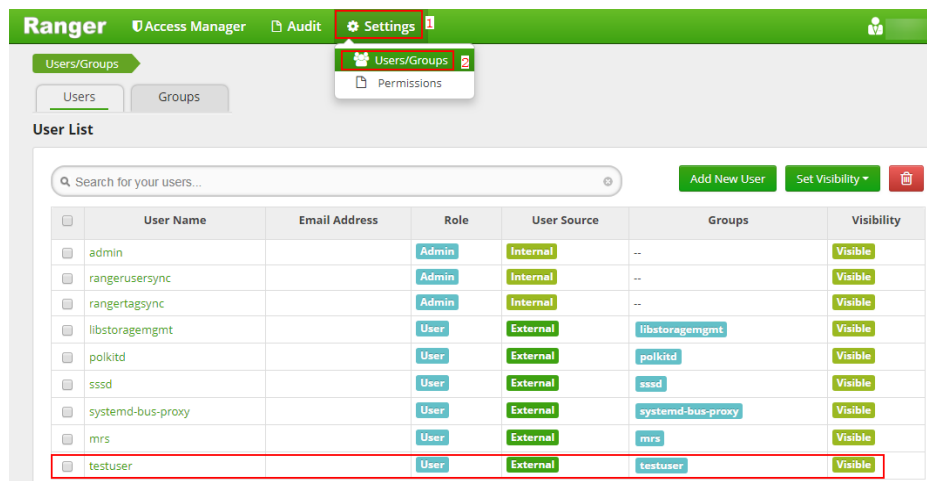 Ranger Access Manager Audit Settings 1
Users/Groups Users/Groups 2
Permissions
Users Groups
User List
Search for your users... Add New User Set Visibility
User Name Email Address Role User Source Groups Visibility
admin Admin Internal -- Visible
rangerusersync Admin Internal -- Visible
rangertagsync Admin Internal -- Visible
libstoragemgmt User External libstoragemgmt Visible
polkitd User External polkitd Visible
sssd User External sssd Visible
systemd-bus-proxy User External systemd-bus-proxy Visible
mrs User External mrs Visible
testuser User External testuser Visible